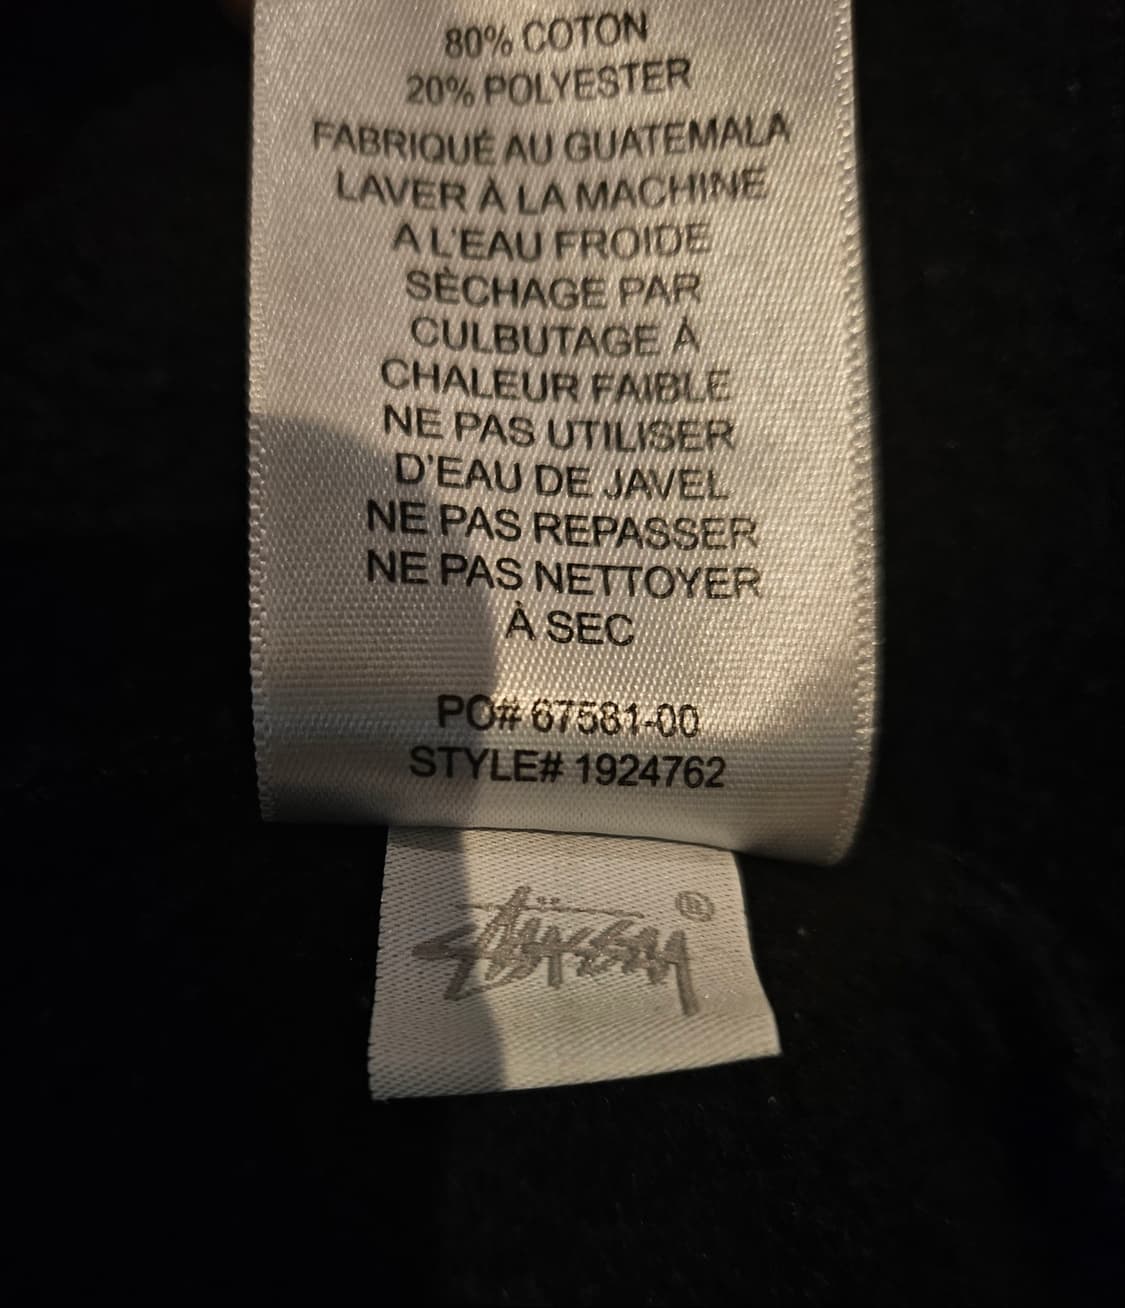 80% COTON
20% POLYESTER
FABRIQUÉ AU GUATEMALA
LAVER À LA MACHINE
A L'EAU FROIDE
SÈCHAGE PAR
CULBUTAGE À
CHALEUR FAIBLE
NE PAS UTILISER
D'EAU DE JAVEL
NE PAS REPASSER
NE PAS NETTOYER
À SEC
PO# 67581-00
STYLE# 1924762
Stüssy ®